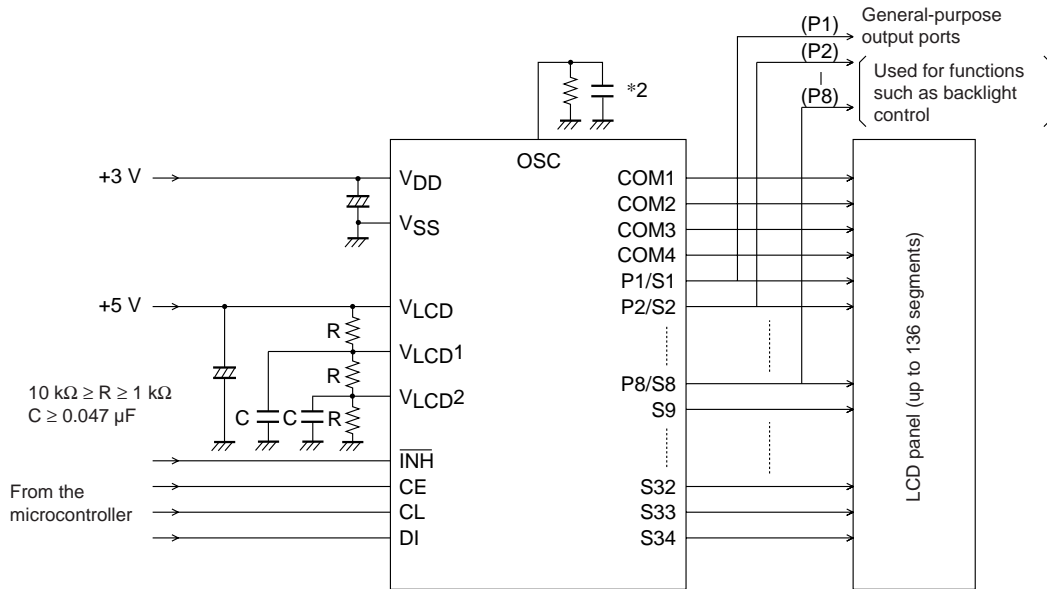 (P1)
General-purpose
output ports
(P2)
(P8)
Used for functions
such as backlight
control
*2
OSC
+3 V
VDD
VSS
+5 V
VLCD
R
VLCD1
R
VLCD2
R
C
C
10 kΩ ≥ R ≥ 1 kΩ
C ≥ 0.047 µF
From the
microcontroller
INH
CE
CL
DI
COM1
COM2
COM3
COM4
P1/S1
P2/S2
P8/S8
S9
S32
S33
S34
LCD panel (up to 136 segments)